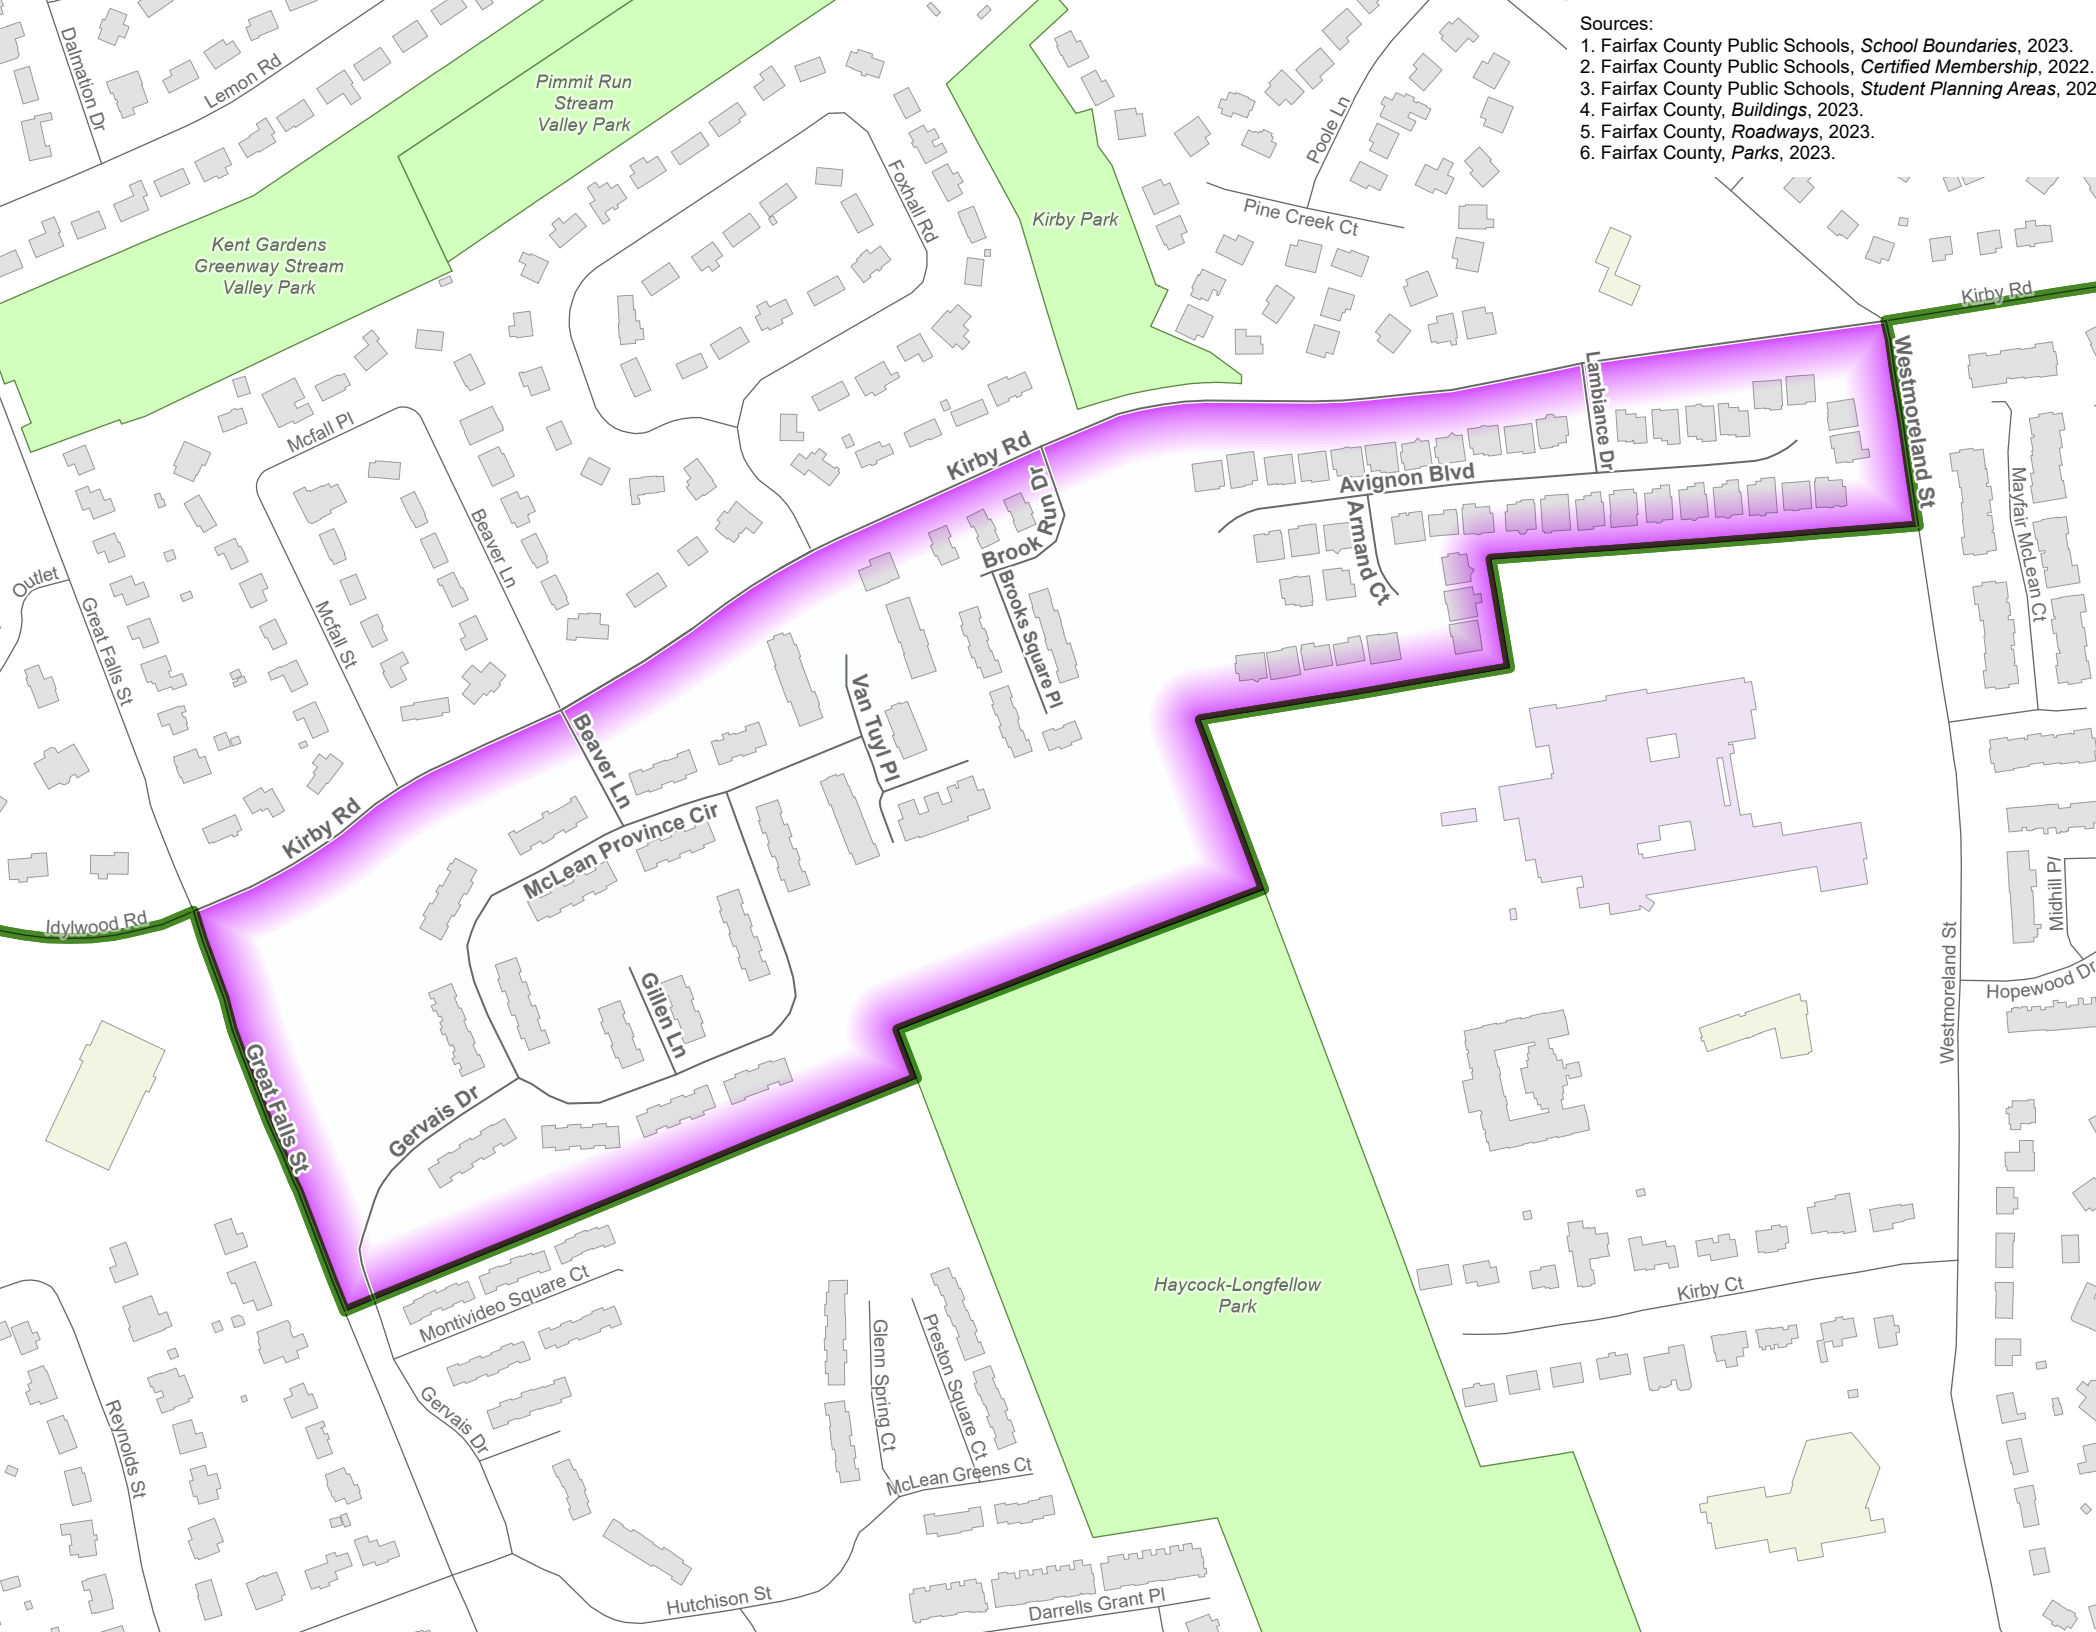 Sources:
1. Fairfax County Public Schools, School Boundaries, 2023.
2. Fairfax County Public Schools, Certified Membership, 2022.
3. Fairfax County Public Schools, Student Planning Areas, 202
4. Fairfax County, Buildings, 2023.
5. Fairfax County, Roadways, 2023.
6. Fairfax County, Parks, 2023.
Dalmation Dr
Lemon Rd
Pimmit Run
Stream
Valley Park
Poole Ln
Foxhall Rd
Kirby Park
Pine Creek Ct
Kent Gardens
Greenway Stream
Valley Park
Kirby Rd
Westmoreland St
Lambiance Dr
Mcfall Pl
Kirby Rd
Brook Run Dr
Avignon Blvd
Armand Ct
Mayfair McLean Ct
Beaver Ln
Outlet
Great Falls St
Mcfall St
Brooks Square Pl
Van Tuyl Pl
Beaver Ln
Kirby Rd
McLean Province Cir
Midhill Pl
Idylwood Rd
Westmoreland St
Hopewood Dr
Gillen Ln
Great Falls St
Gervais Dr
Haycock-Longfellow
Park
Kirby Ct
Montivideo Square Ct
Glenn Spring Ct
Preston Square Ct
Gervais Dr
Reynolds St
McLean Greens Ct
Hutchison St
Darrells Grant Pl